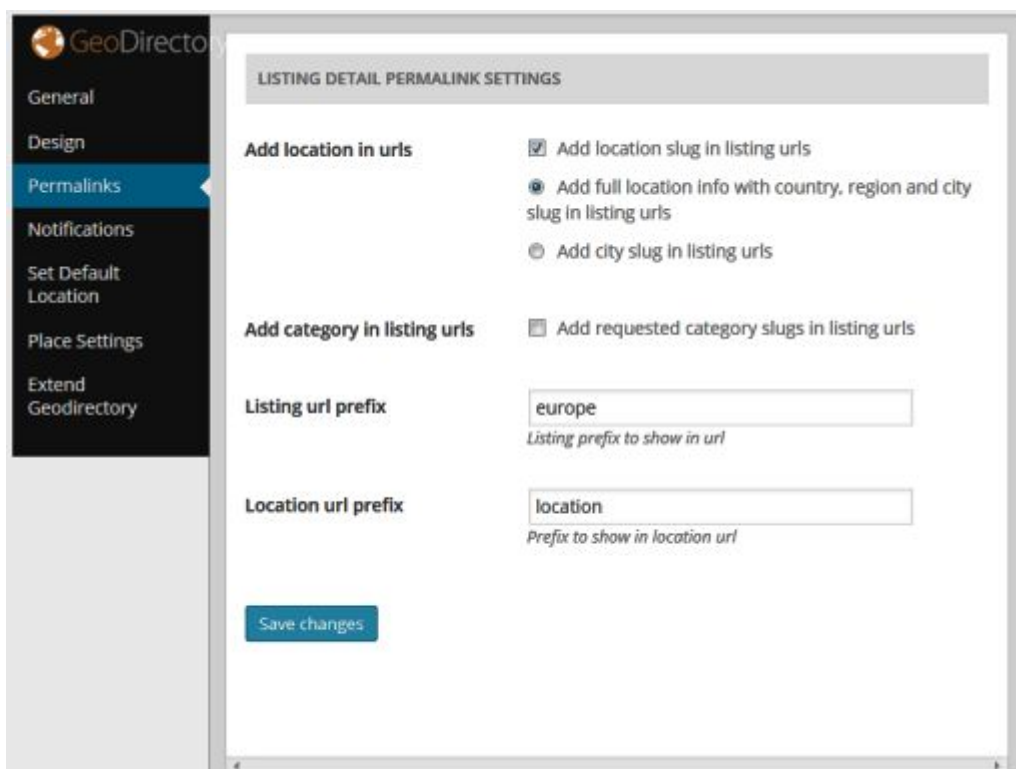 GeoDirectory
General
Design
Permalinks
Notifications
Set Default
Location
Place Settings
Extend
Geodirectory
LISTING DETAIL PERMALINK SETTINGS
Add location in urls
Add location slug in listing urls
Add full location info with country, region and city
slug in listing urls
Add city slug in listing urls
Add category in listing urls
Add requested category slugs in listing urls
Listing url prefix
europe
Listing prefix to show in url
Location url prefix
location
Prefix to show in location url
Save changes